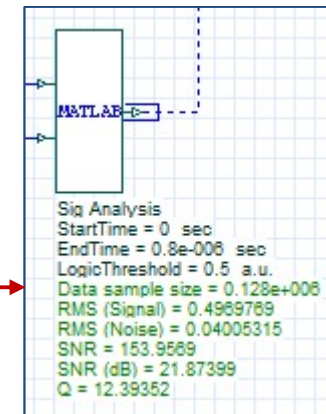 MATLAB
Sig Analysis
StartTime = 0 sec
EndTime = 0.8e-006 sec
LogicThreshold = 0.5 a.u.
Data sample size = 0.128e+006
RMS (Signal) = 0.4969769
RMS (Noise) = 0.04005315
SNR = 153.9569
SNR (dB) = 21.87399
Q = 12.39352